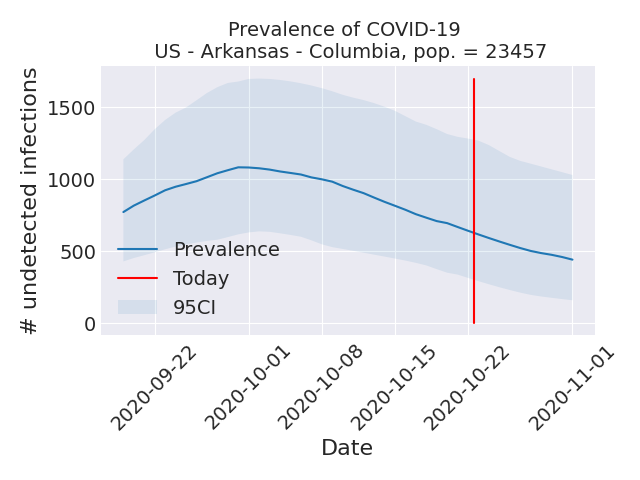 Prevalence of COVID-19
US - Arkansas - Columbia, pop. = 23457
# undetected infections
1500
1000
500
0
Prevalence
Today
95CI
2020-09-22
2020-10-01
2020-10-08
2020-10-15
2020-10-22
2020-11-01
Date